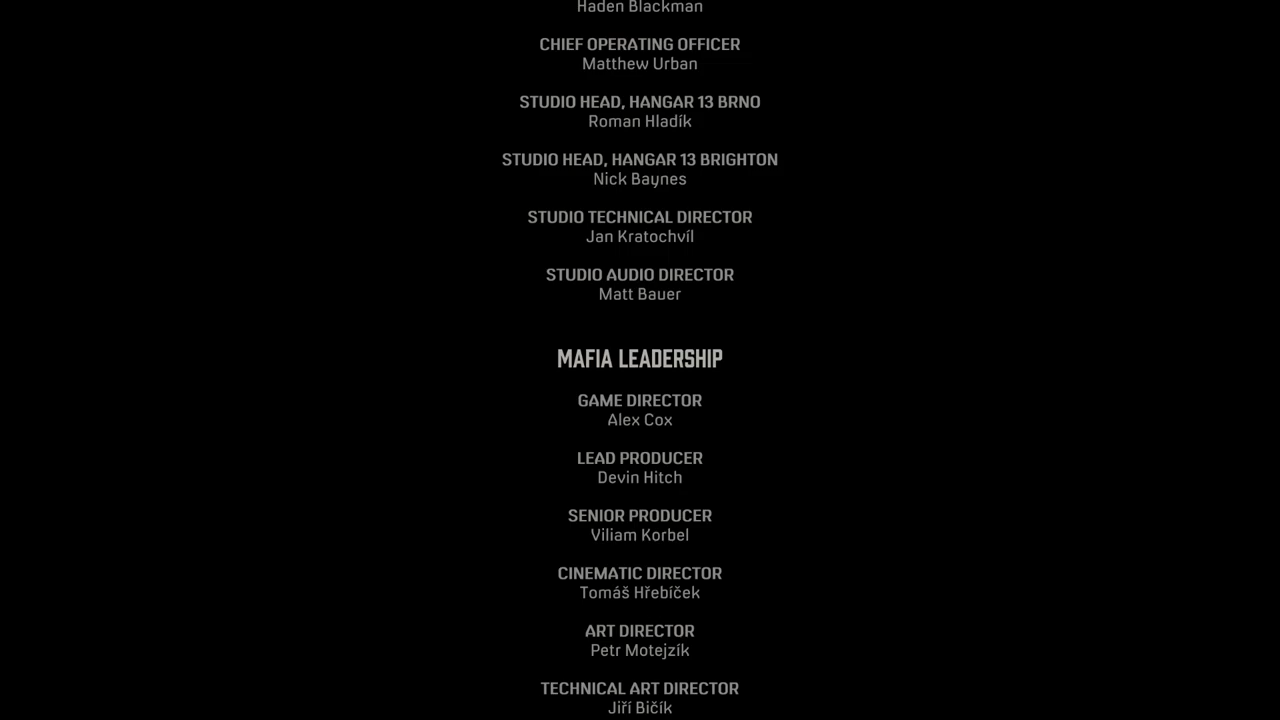 Haden Blackman
CHIEF OPERATING OFFICER
Matthew Urban
STUDIO HEAD, HANGAR 13 BRNO
Roman Hladík
STUDIO HEAD, HANGAR 13 BRIGHTON
Nick Baynes
STUDIO TECHNICAL DIRECTOR
Jan Kratochvíl
STUDIO AUDIO DIRECTOR
Matt Bauer
MAFIA LEADERSHIP
GAME DIRECTOR
Alex Cox
LEAD PRODUCER
Devin Hitch
SENIOR PRODUCER
Viliam Korbel
CINEMATIC DIRECTOR
Tomáš Hřebíček
ART DIRECTOR
Petr Motejzík
TECHNICAL ART DIRECTOR
Jiří Bičík